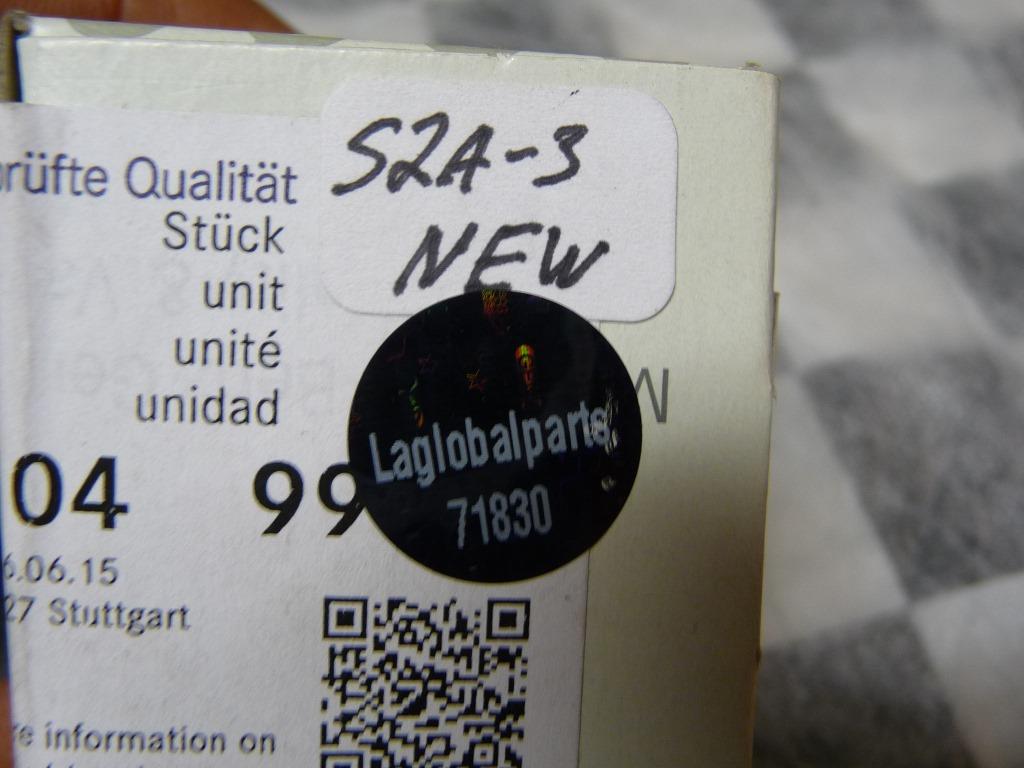 S2A-3
NEW
rüfte Qualität
Stück
unit
unité
unidad
04 99
Laglobalparts
71830
6.06.15
27 Stuttgart
e information on